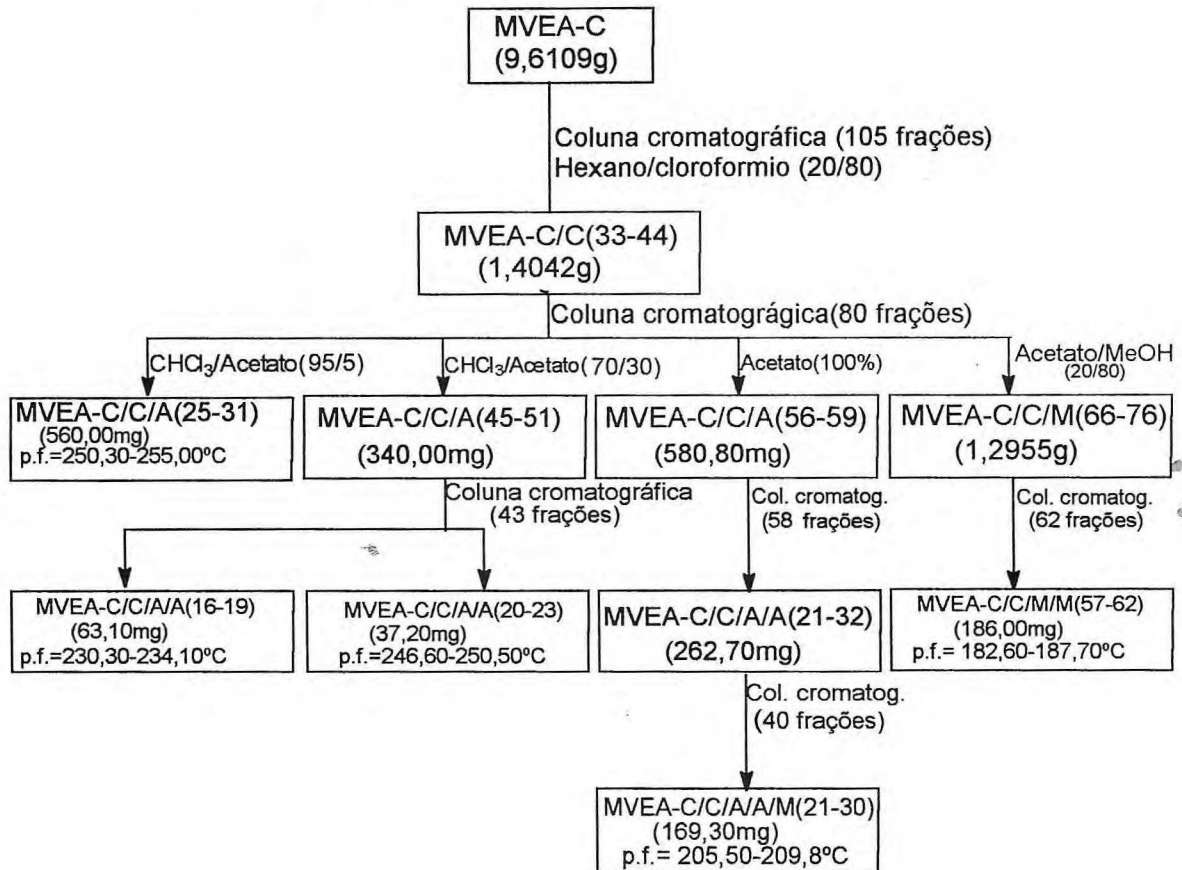 MVEA-C
(9,6109g)
Coluna cromatográfica (105 frações)
Hexano/cloroformio (20/80)
MVEA-C/C(33-44)
(1,4042g)
Coluna cromatográgica(80 frações)
CHCl3/Acetato(95/5)
CHCl3/Acetato(70/30)
Acetato(100%)
Acetato/MeOH
(20/80)
MVEA-C/C/A(25-31)
(560,00mg)
p.f.=250,30-255,00ºC
MVEA-C/C/A(45-51)
(340,00mg)
MVEA-C/C/A(56-59)
(580,80mg)
MVEA-C/C/M(66-76)
(1,2955g)
Coluna cromatográfica
(43 frações)
Col. cromatog.
(58 frações)
Col. cromatog.
(62 frações)
MVEA-C/C/A/A(16-19)
(63,10mg)
p.f.=230,30-234,10ºC
MVEA-C/C/A/A(20-23)
(37,20mg)
p.f.=246,60-250,50ºC
MVEA-C/C/A/A(21-32)
(262,70mg)
MVEA-C/C/M/M(57-62)
(186,00mg)
p.f.= 182,60-187,70ºC
Col. cromatog.
(40 frações)
MVEA-C/C/A/A/M(21-30)
(169,30mg)
p.f.= 205,50-209,8ºC